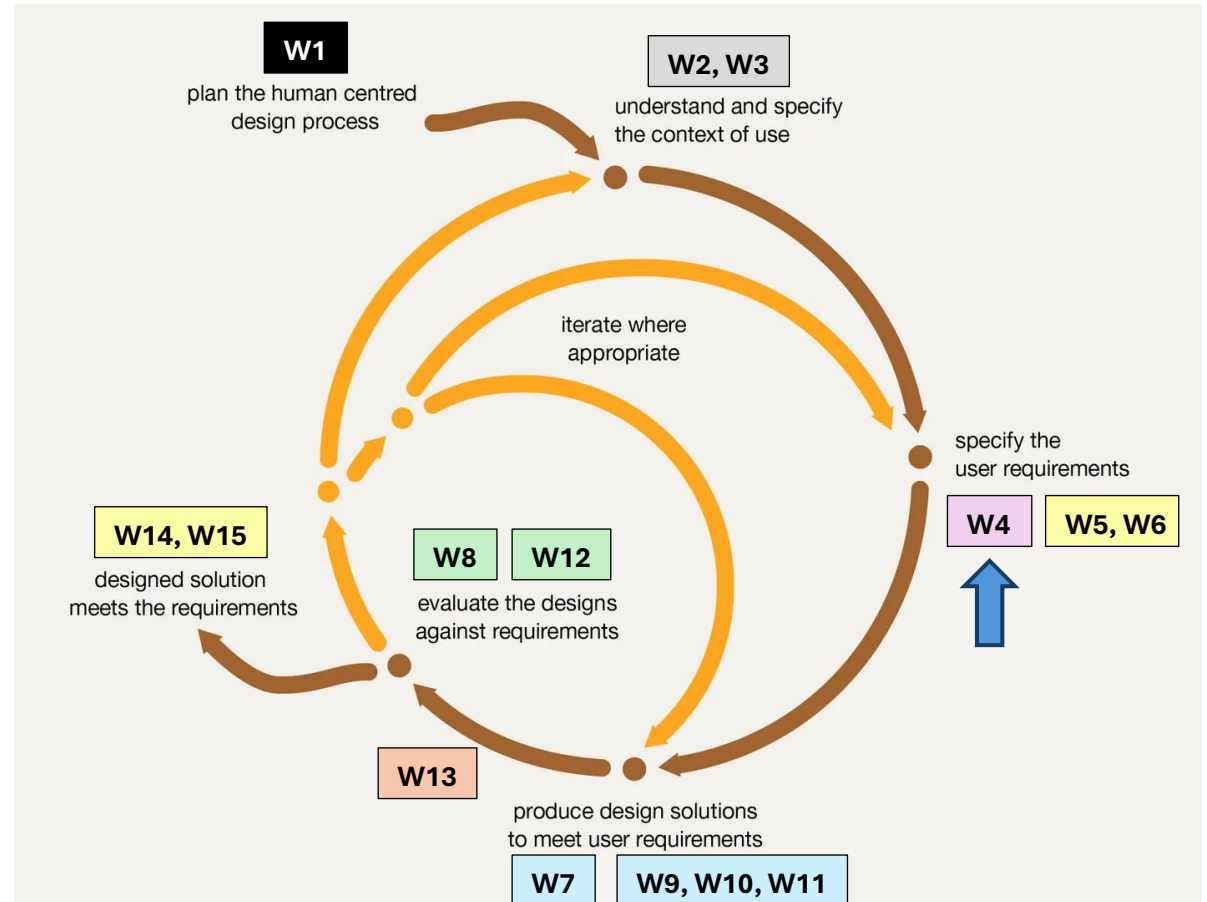 W1
plan the human centred
design process
W2, W3
understand and specify
the context of use
iterate where
appropriate
specify the
user requirements
W4
W5, W6
W14, W15
designed solution
meets the requirements
W8
W12
evaluate the designs
against requirements
W13
produce design solutions
to meet user requirements
W7
W9, W10, W11